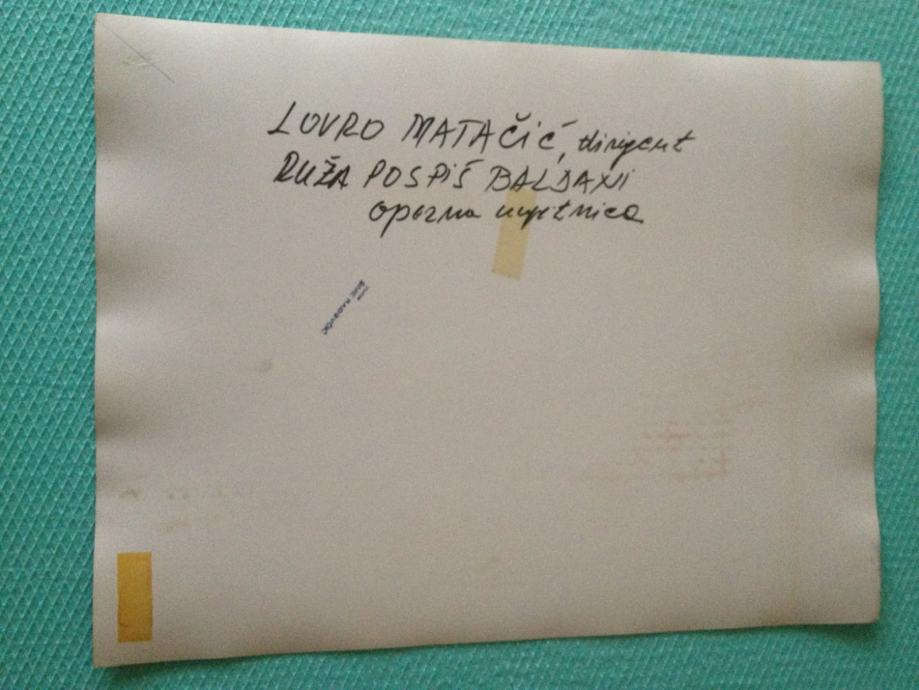 LOVRO MATAČIĆ, dirigent
RUŽA POSPIŠ BALDANI
operna umjetnica